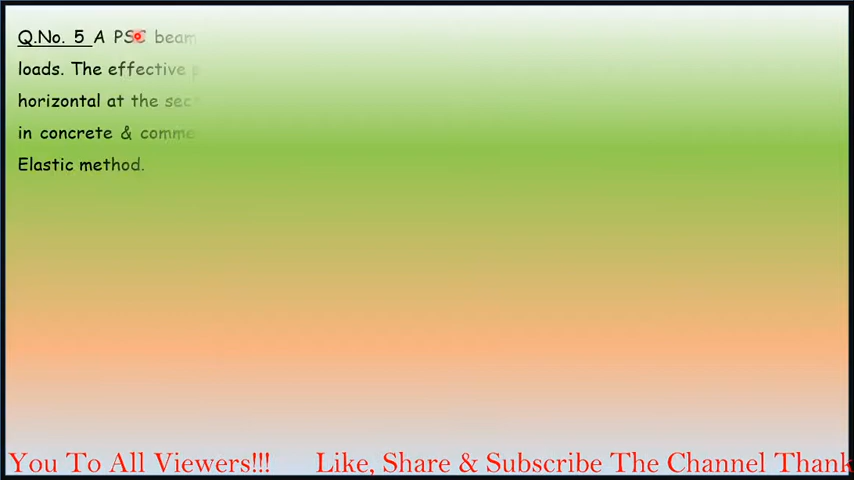 Q.No. 5 A PSC beam
loads. The effective
horizontal at the sec
in concrete & comme
Elastic method.
You To All Viewers!!! Like, Share & Subscribe The Channel Thank